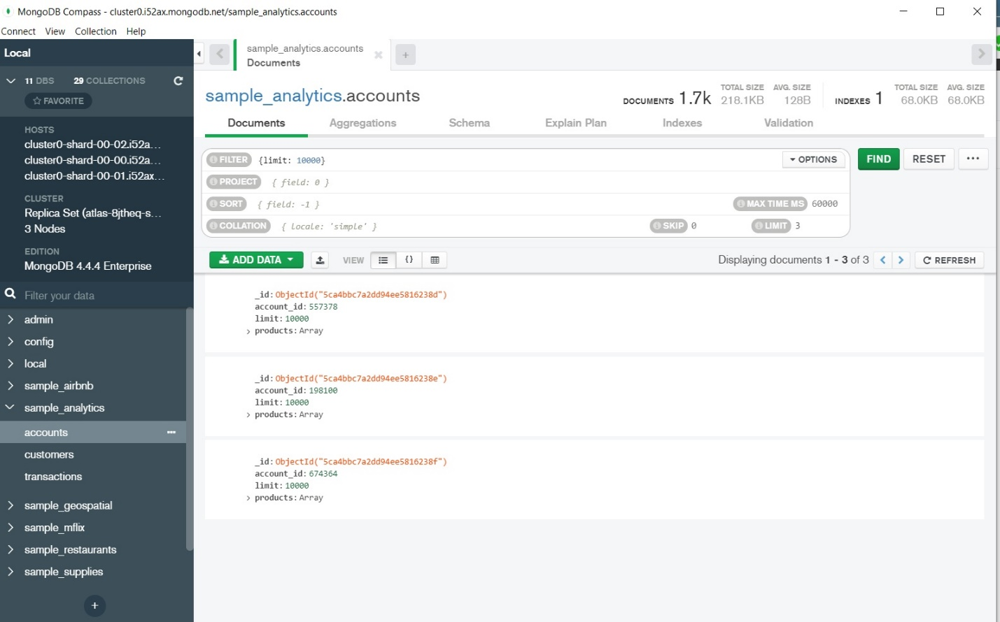 MongoDB Compass - cluster0.i52ax.mongodb.net/sample_analytics.accounts
Connect View Collection Help
Local
11 DBS 29 COLLECTIONS
FAVORITE
HOSTS
cluster0-shard-00-02.i52a...
cluster0-shard-00-00.i52a...
cluster0-shard-00-01.i52ax...
CLUSTER
Replica Set (atlas-8jtheq-s...
3 Nodes
EDITION
MongoDB 4.4.4 Enterprise
Filter your data
admin
config
local
sample_airbnb
sample_analytics
accounts
customers
transactions
sample_geospatial
sample_mflix
sample_restaurants
sample_supplies
sample_analytics.accounts
Documents
sample_analytics.accounts
DOCUMENTS 1.7k TOTAL SIZE 218.1KB AVG. SIZE 128B INDEXES 1 TOTAL SIZE 68.0KB AVG. SIZE 68.0KB
Documents Aggregations Schema Explain Plan Indexes Validation
FILTER {limit: 10000} OPTIONS FIND RESET ...
PROJECT { field: 0 }
SORT { field: -1 } MAX TIME MS 60000
COLLATION { locale: 'simple' } SKIP 0 LIMIT 3
ADD DATA VIEW {} Displaying documents 1 - 3 of 3 REFRESH
_id: ObjectId("5ca4bbc7a2dd94ee5816238d")
account_id: 557378
limit: 10000
products: Array
_id: ObjectId("5ca4bbc7a2dd94ee5816238e")
account_id: 198100
limit: 10000
products: Array
_id: ObjectId("5ca4bbc7a2dd94ee5816238f")
account_id: 674364
limit: 10000
products: Array